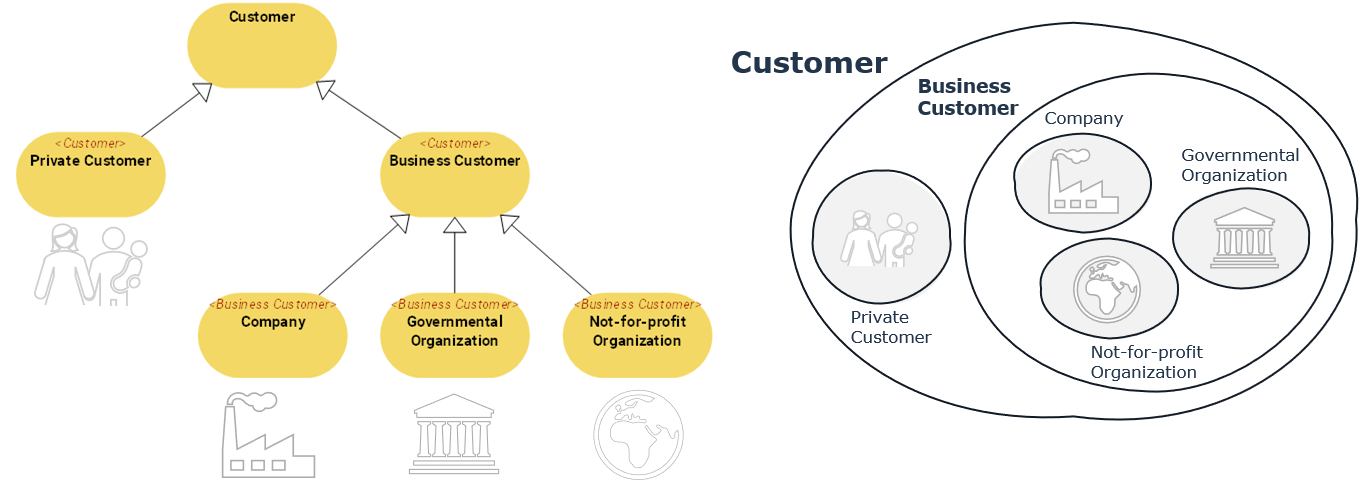 Customer
<Customer>
Private Customer
<Customer>
Business Customer
<Business Customer>
Company
<Business Customer>
Governmental
Organization
<Business Customer>
Not-for-profit
Organization
Customer
Business
Customer
Company
Governmental
Organization
Private
Customer
Not-for-profit
Organization